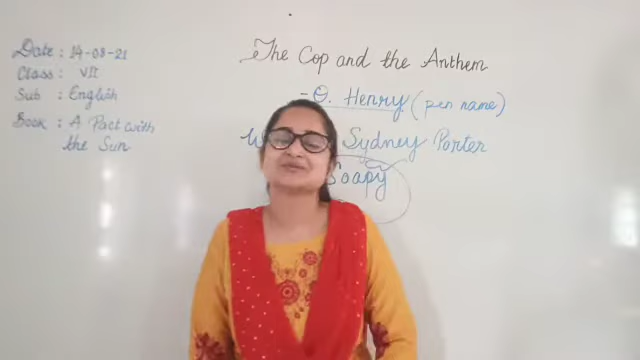 Date : 14-08-21
Class : VII
Sub : English
Book : A Pact with
the Sun
The Cop and the Anthem
- O. Henry (pen name)
Sydney Porter
Soapy